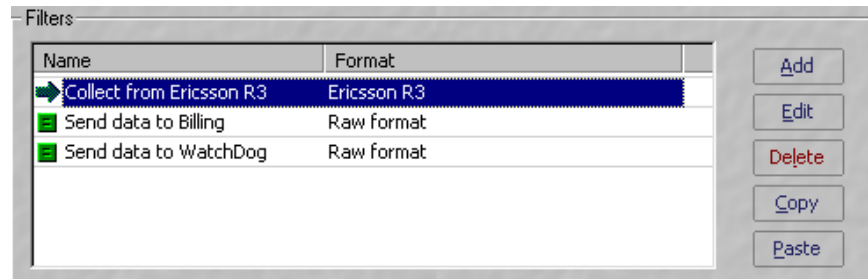 Filters
Name Format
Collect from Ericsson R3 Ericsson R3
Send data to Billing Raw format
Send data to WatchDog Raw format
Add
Edit
Delete
Copy
Paste